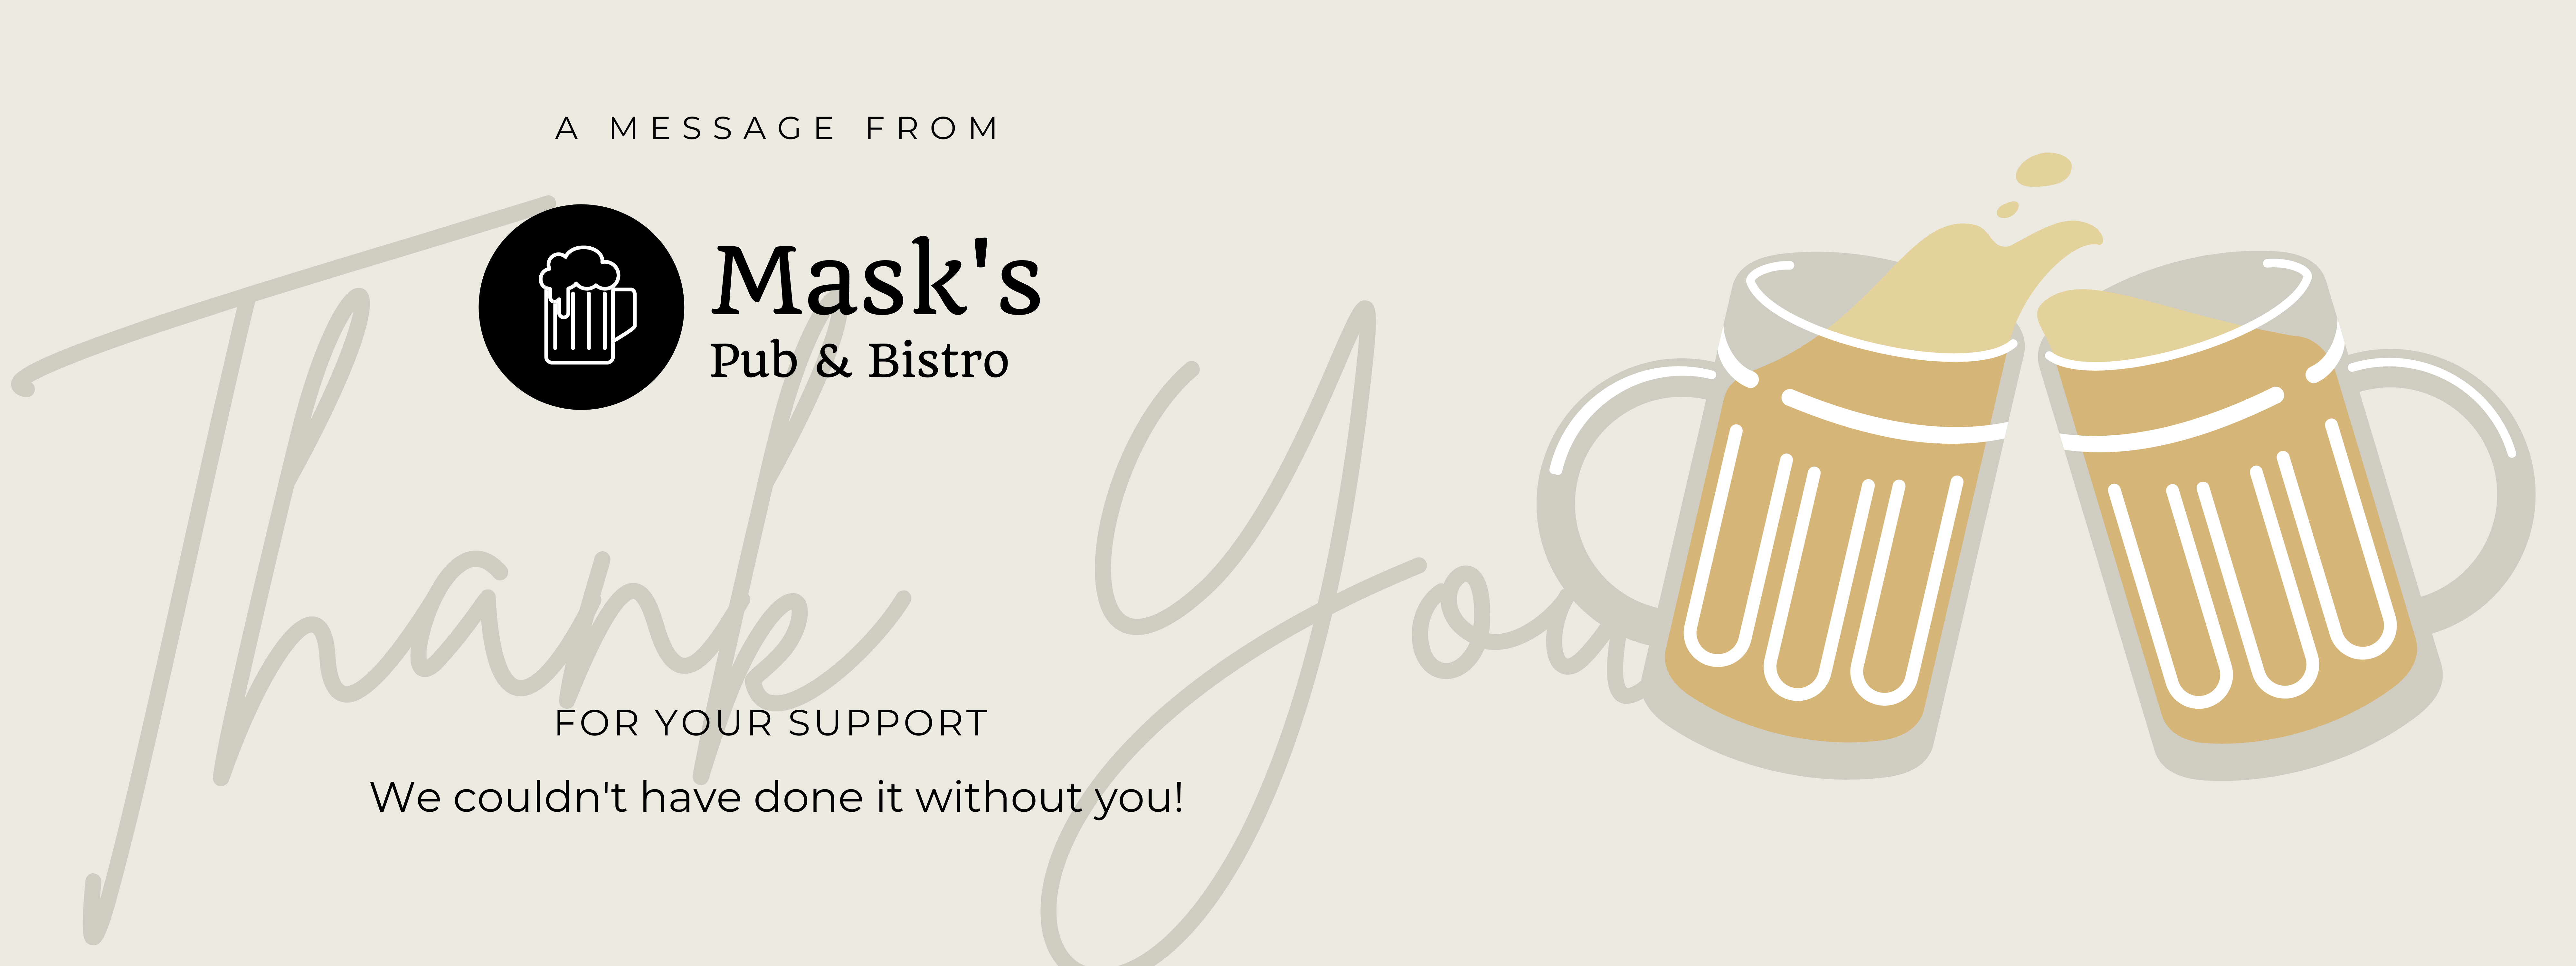 A MESSAGE FROM
Mask's
Pub & Bistro
Thank You
FOR YOUR SUPPORT
We couldn't have done it without you!